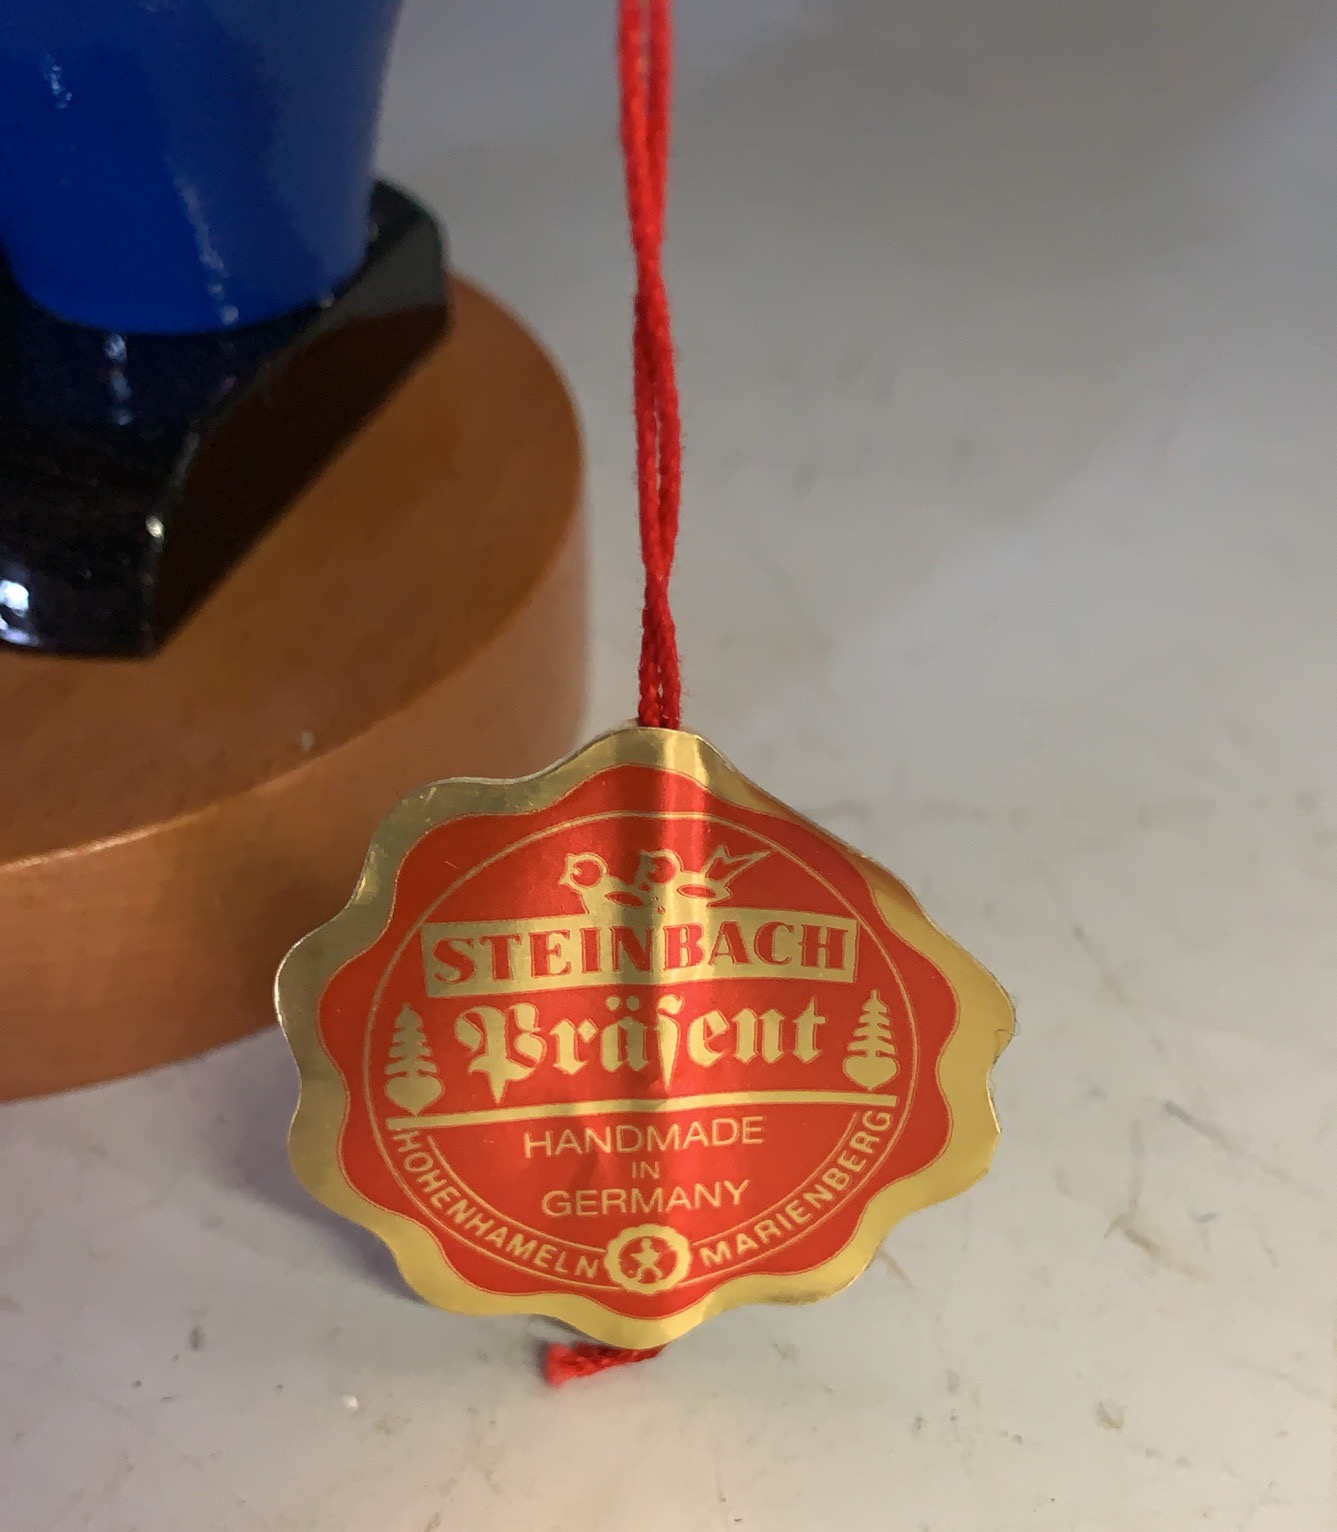 STEINBACH
Präſent
HANDMADE
IN
GERMANY
HOHENHAMELN MARIENBERG